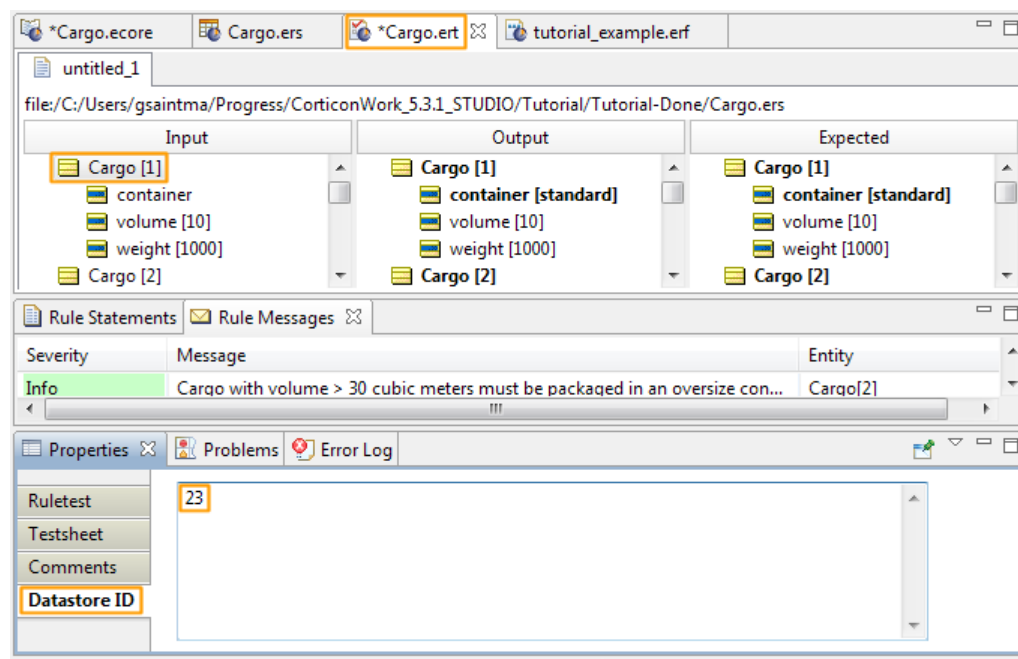 *Cargo.ecore Cargo.ers *Cargo.ert tutorial_example.erf
untitled_1
file:/C:/Users/gsaintma/Progress/CorticonWork_5.3.1_STUDIO/Tutorial/Tutorial-Done/Cargo.ers
Input Output Expected
Cargo [1] Cargo [1] Cargo [1]
container container [standard] container [standard]
volume [10] volume [10] volume [10]
weight [1000] weight [1000] weight [1000]
Cargo [2] Cargo [2] Cargo [2]
Rule Statements Rule Messages
Severity Message Entity
Info Cargo with volume > 30 cubic meters must be packaged in an oversize con... Cargo[2]
Properties Problems Error Log
Ruletest 23
Testsheet
Comments
Datastore ID